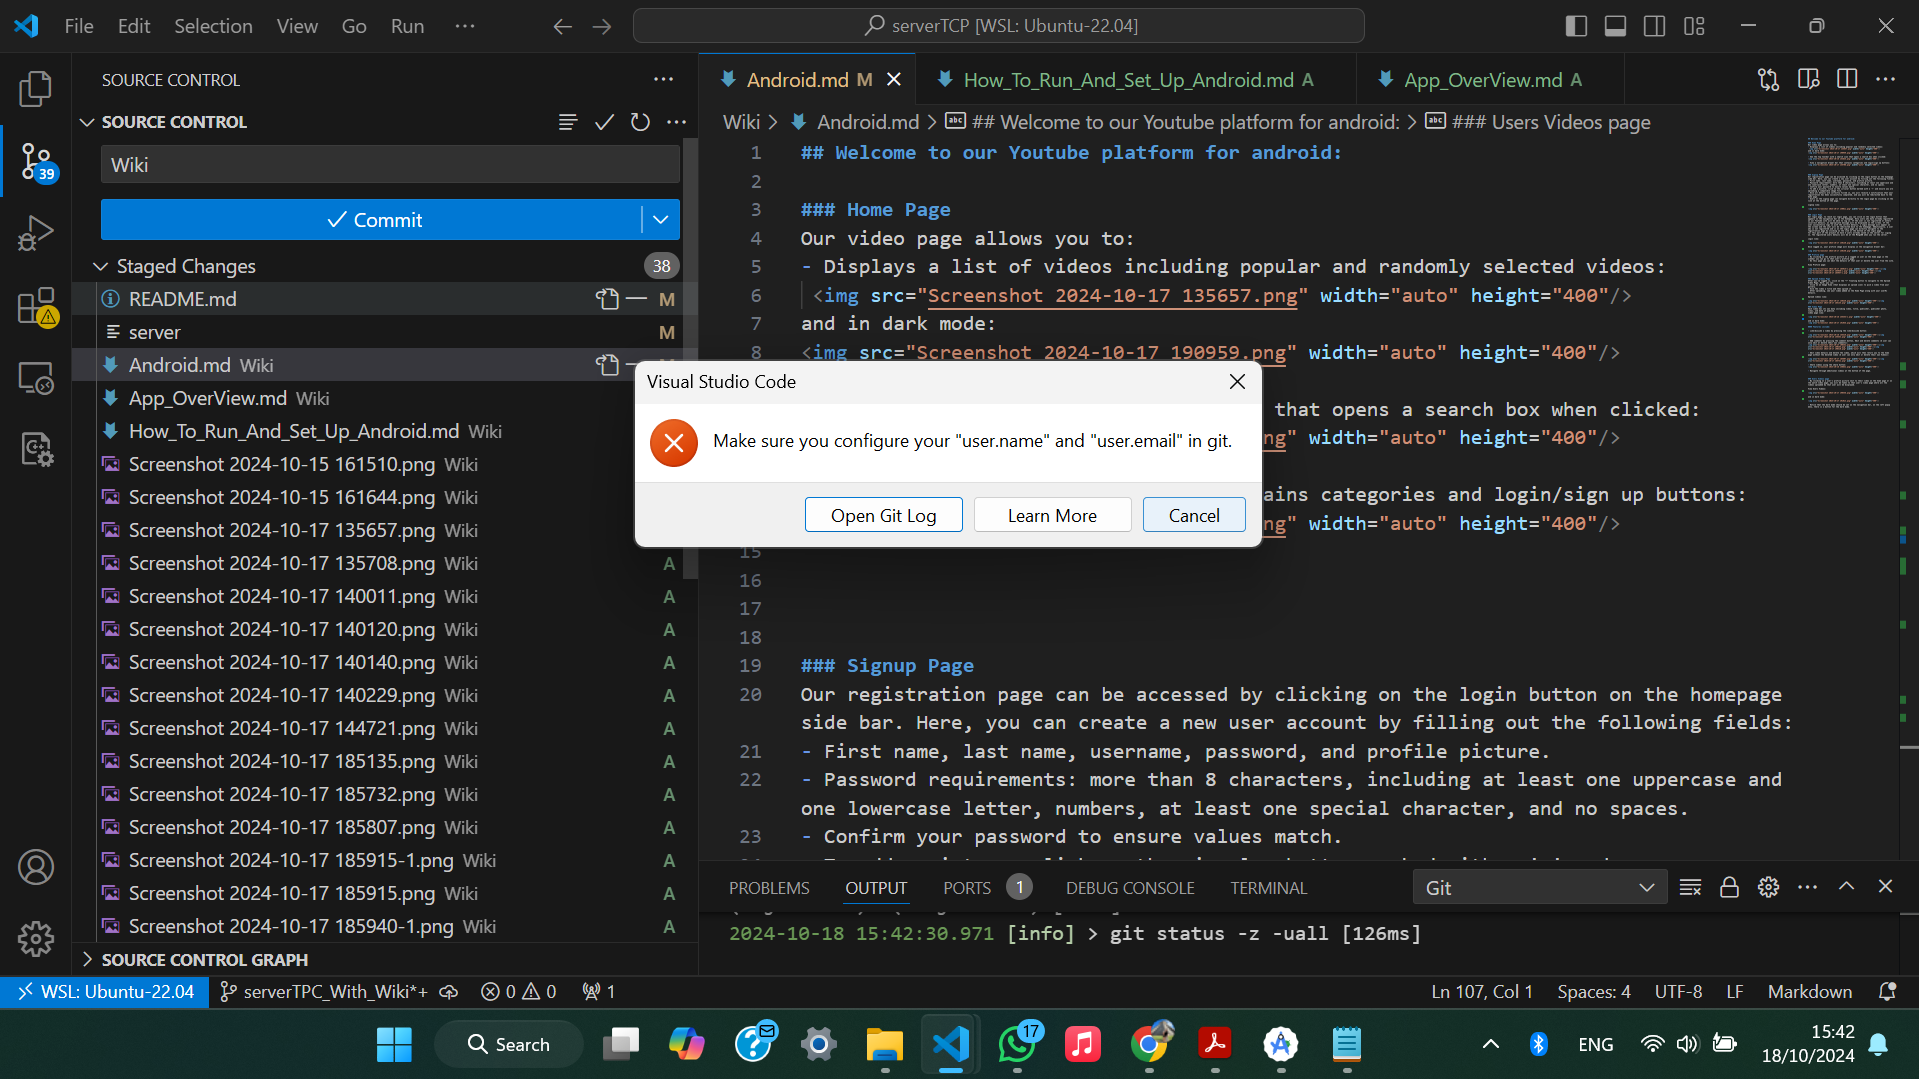 File Edit Selection View Go Run ··· serverTCP [WSL: Ubuntu-22.04]
SOURCE CONTROL
SOURCE CONTROL
Wiki
Commit
Staged Changes 38
README.md M
server M
Android.md Wiki
App_OverView.md Wiki
How_To_Run_And_Set_Up_Android.md Wiki
Screenshot 2024-10-15 161510.png Wiki
Screenshot 2024-10-15 161644.png Wiki
Screenshot 2024-10-17 135657.png Wiki
Screenshot 2024-10-17 135708.png Wiki A
Screenshot 2024-10-17 140011.png Wiki A
Screenshot 2024-10-17 140120.png Wiki A
Screenshot 2024-10-17 140140.png Wiki A
Screenshot 2024-10-17 140229.png Wiki A
Screenshot 2024-10-17 144721.png Wiki A
Screenshot 2024-10-17 185135.png Wiki A
Screenshot 2024-10-17 185732.png Wiki A
Screenshot 2024-10-17 185807.png Wiki A
Screenshot 2024-10-17 185915-1.png Wiki A
Screenshot 2024-10-17 185915.png Wiki A
Screenshot 2024-10-17 185940-1.png Wiki A
SOURCE CONTROL GRAPH
39
Android.md M How_To_Run_And_Set_Up_Android.md A App_OverView.md A
Wiki > Android.md > ## Welcome to our Youtube platform for android: > ### Users Videos page
1 ## Welcome to our Youtube platform for android:
2
3 ### Home Page
4 Our video page allows you to:
5 - Displays a list of videos including popular and randomly selected videos:
6 <img src="Screenshot 2024-10-17 135657.png" width="auto" height="400"/>
7 and in dark mode:
8 <img src="Screenshot 2024-10-17 190959.png" width="auto" height="400"/>
that opens a search box when clicked:
ng" width="auto" height="400"/>
ains categories and login/sign up buttons:
ng" width="auto" height="400"/>
15
16
17
18
19 ### Signup Page
20 Our registration page can be accessed by clicking on the login button on the homepage
side bar. Here, you can create a new user account by filling out the following fields:
21 - First name, last name, username, password, and profile picture.
22 - Password requirements: more than 8 characters, including at least one uppercase and
one lowercase letter, numbers, at least one special character, and no spaces.
23 - Confirm your password to ensure values match.
Visual Studio Code
Make sure you configure your "user.name" and "user.email" in git.
Open Git Log Learn More Cancel
PROBLEMS OUTPUT PORTS 1 DEBUG CONSOLE TERMINAL Git
2024-10-18 15:42:30.971 [info] > git status -z -uall [126ms]
WSL: Ubuntu-22.04 serverTPC_With_Wiki*+ 0 0 1 Ln 107, Col 1 Spaces: 4 UTF-8 LF Markdown
Search 17 ENG 15:42
18/10/2024